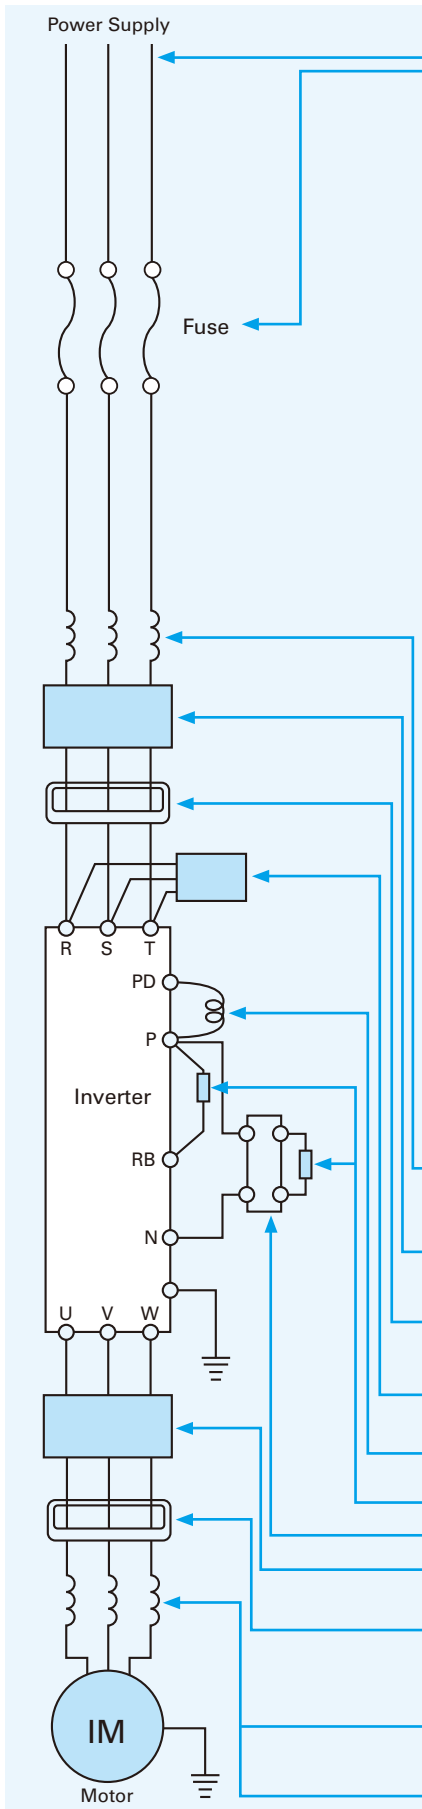 Power Supply
Fuse
R S T
PD
P
Inverter
RB
N
U V W
IM
Motor